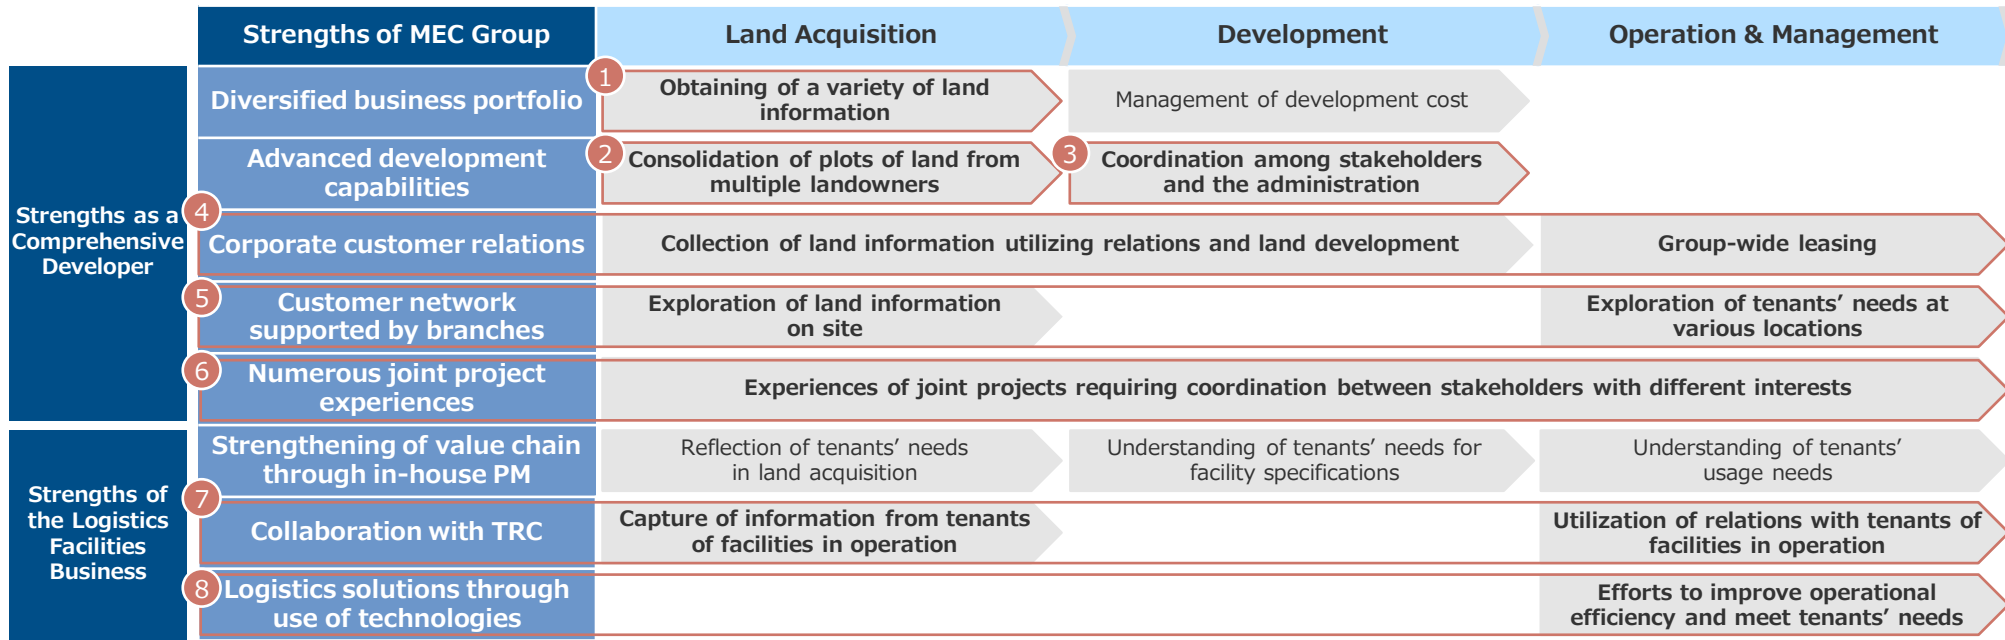 Strengths of MEC Group
Land Acquisition
Development
Operation & Management
Strengths as a
Comprehensive
Developer
1
Diversified business portfolio
Obtaining of a variety of land
information
Management of development cost
Advanced development
capabilities
2
Consolidation of plots of land from
multiple landowners
3
Coordination among stakeholders
and the administration
4
Corporate customer relations
Collection of land information utilizing relations and land development
Group-wide leasing
5
Customer network
supported by branches
Exploration of land information
on site
Exploration of tenants’ needs at
various locations
6
Numerous joint project
experiences
Experiences of joint projects requiring coordination between stakeholders with different interests
Strengths of
the Logistics
Facilities
Business
Strengthening of value chain
through in-house PM
Reflection of tenants’ needs
in land acquisition
Understanding of tenants’ needs for
facility specifications
Understanding of tenants’
usage needs
7
Collaboration with TRC
Capture of information from tenants
of facilities in operation
Utilization of relations with tenants of
facilities in operation
8
Logistics solutions through
use of technologies
Efforts to improve operational
efficiency and meet tenants’ needs